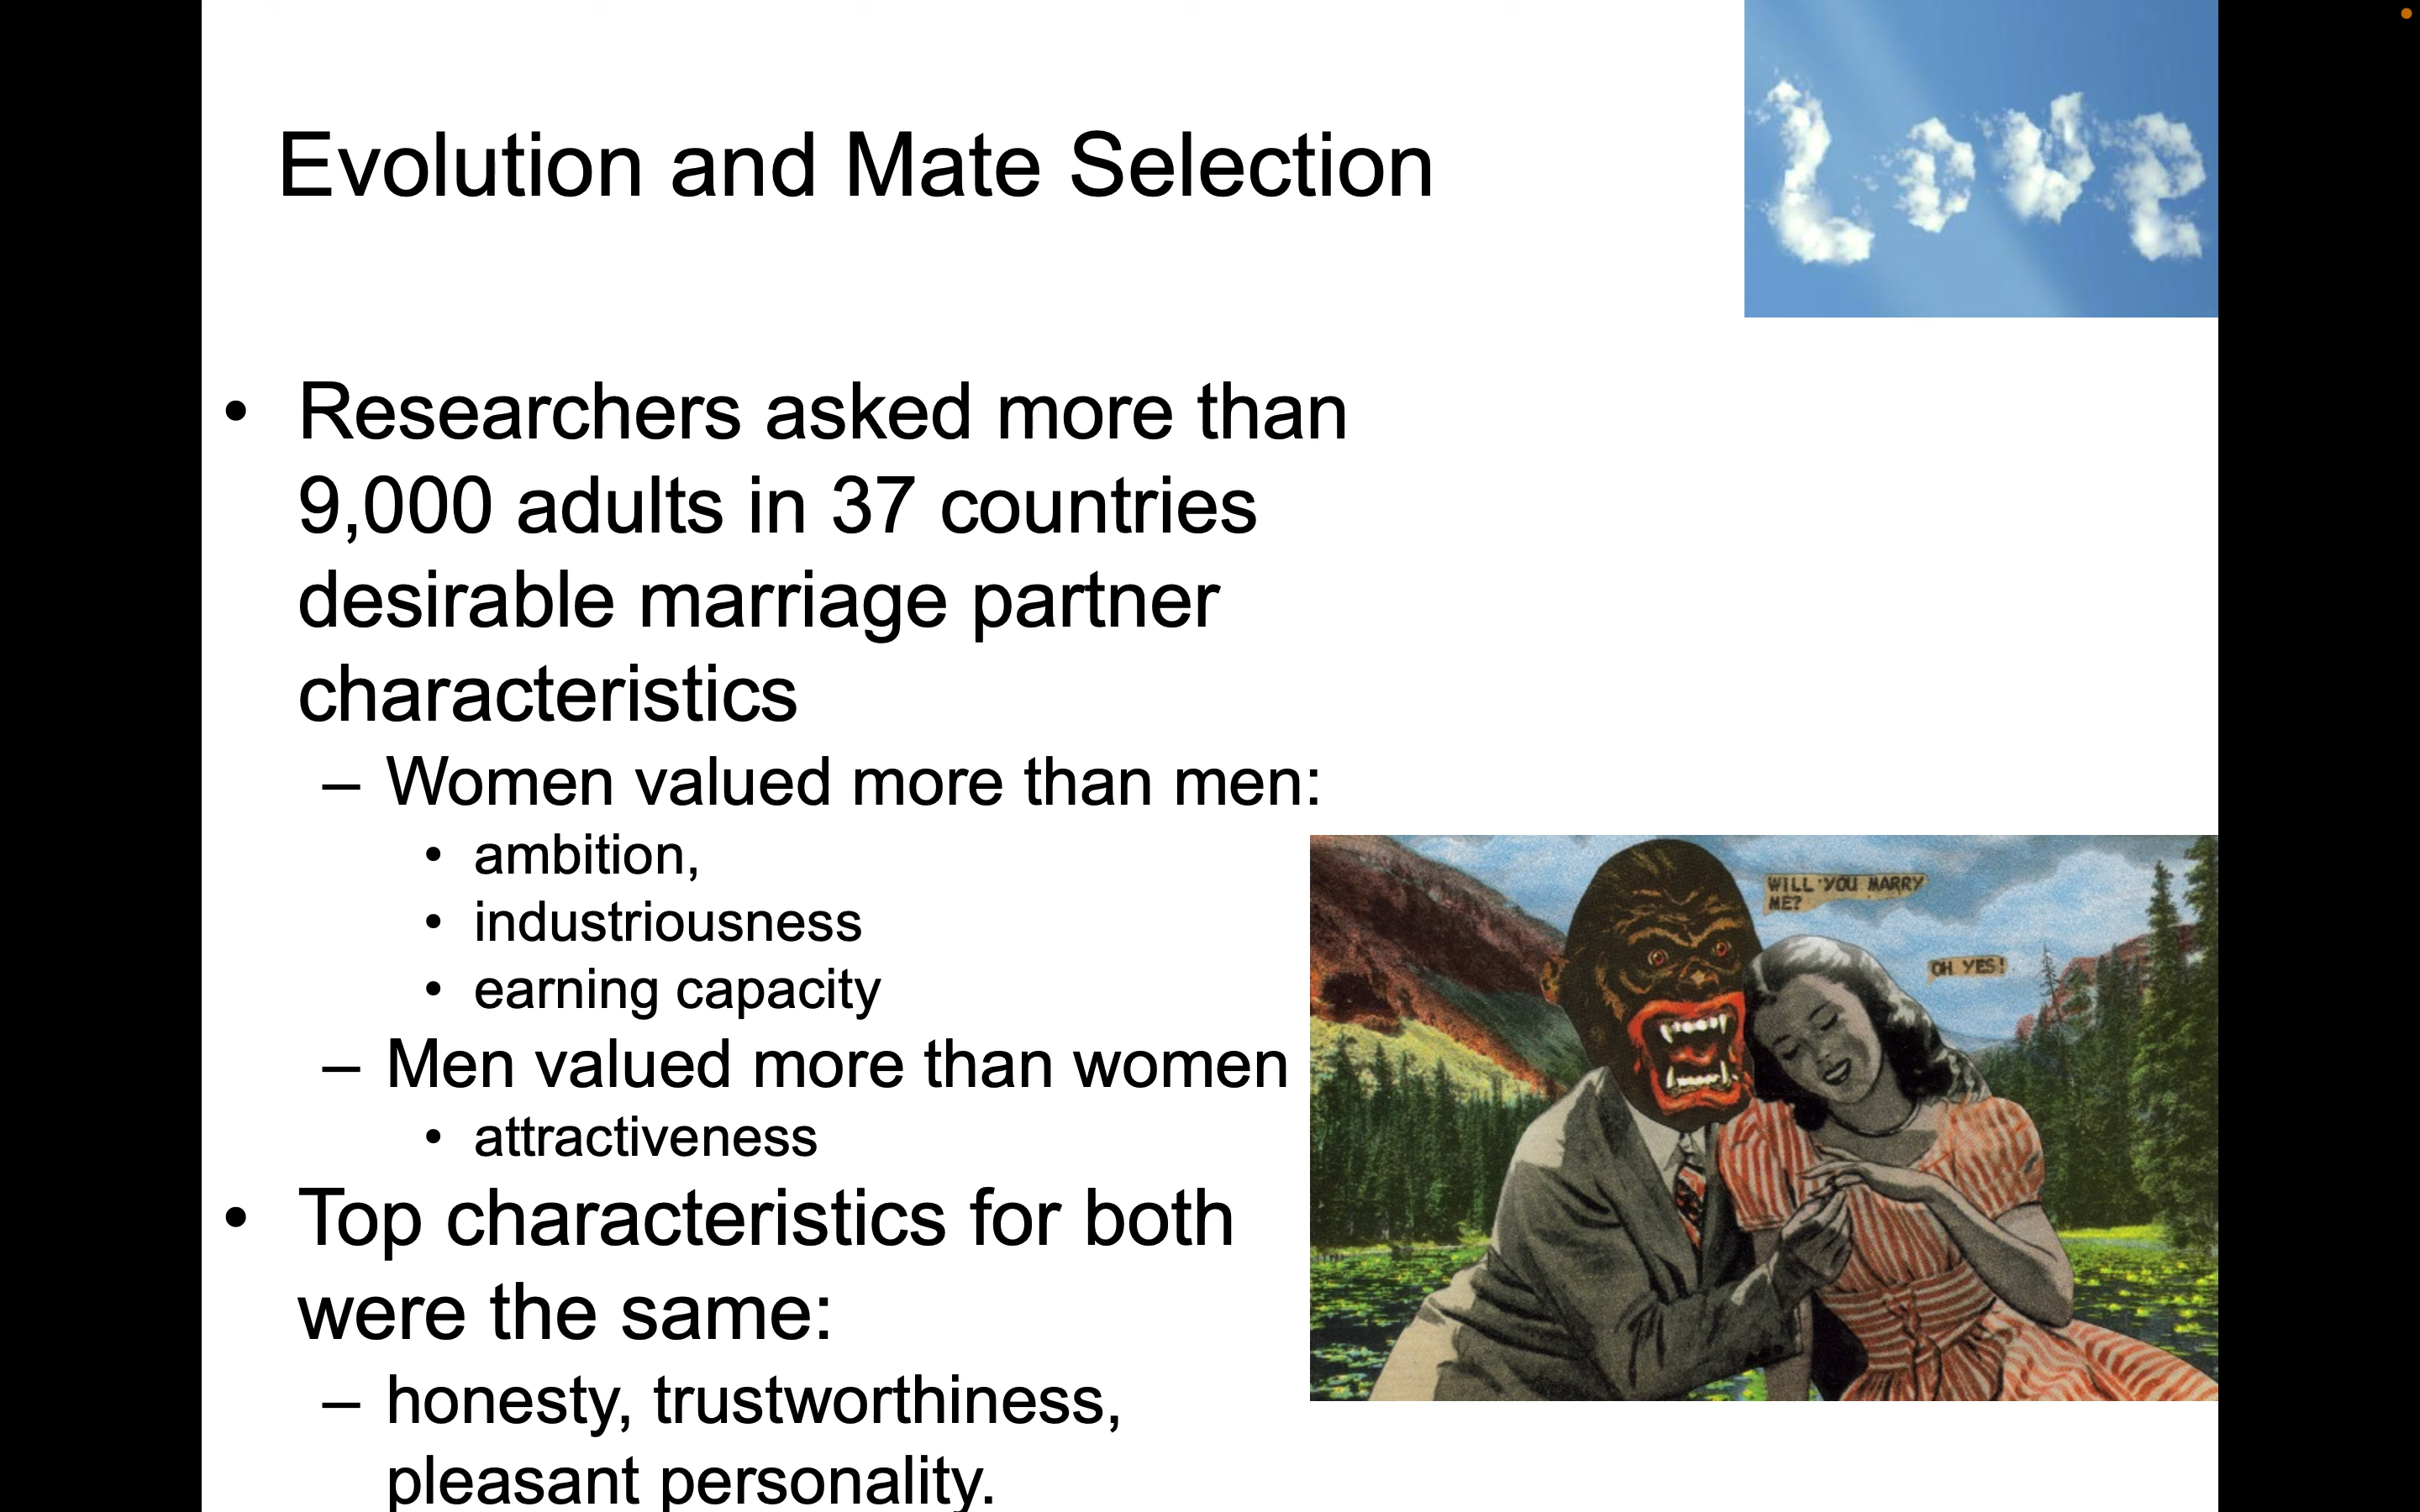 Love
Evolution and Mate Selection
• Researchers asked more than
9,000 adults in 37 countries
desirable marriage partner
characteristics
– Women valued more than men:
• ambition,
• industriousness
• earning capacity
– Men valued more than women
• attractiveness
• Top characteristics for both
were the same:
– honesty, trustworthiness,
pleasant personality.
WILL YOU MARRY
ME?
OH YES!